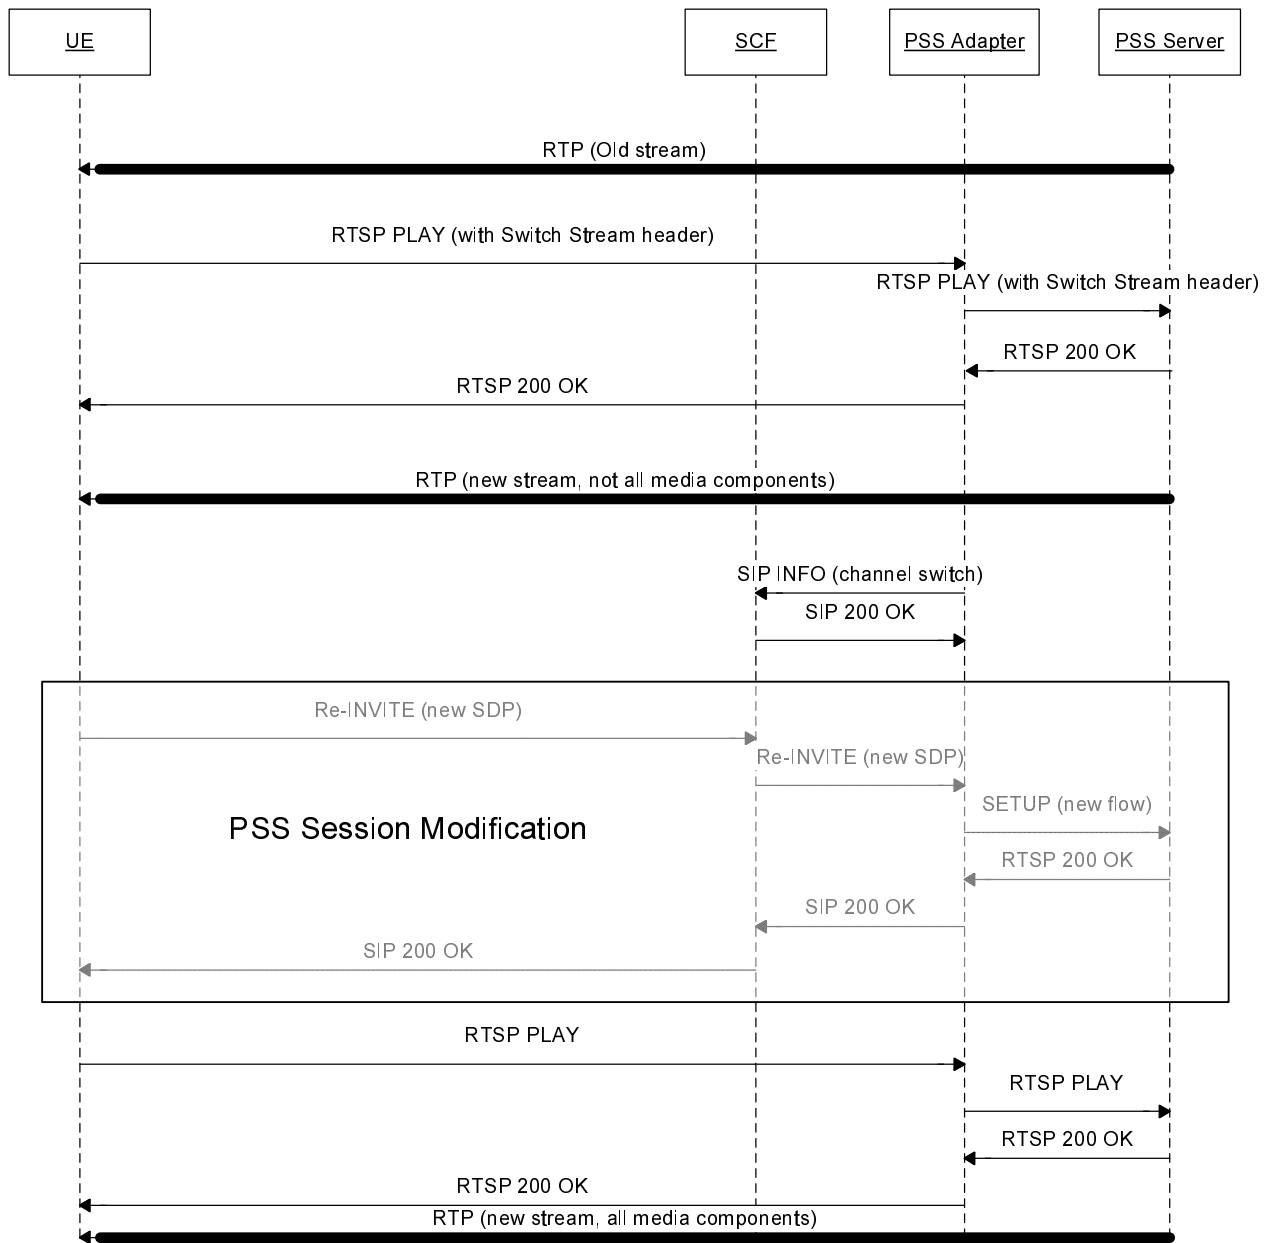 UE
SCF
PSS Adapter
PSS Server
RTP (Old stream)
RTSP PLAY (with Switch Stream header)
RTSP PLAY (with Switch Stream header)
RTSP 200 OK
RTSP 200 OK
RTP (new stream, not all media components)
SIP INFO (channel switch)
SIP 200 OK
Re-INVITE (new SDP)
Re-INVITE (new SDP)
SETUP (new flow)
PSS Session Modification
RTSP 200 OK
SIP 200 OK
SIP 200 OK
RTSP PLAY
RTSP PLAY
RTSP 200 OK
RTSP 200 OK
RTP (new stream, all media components)